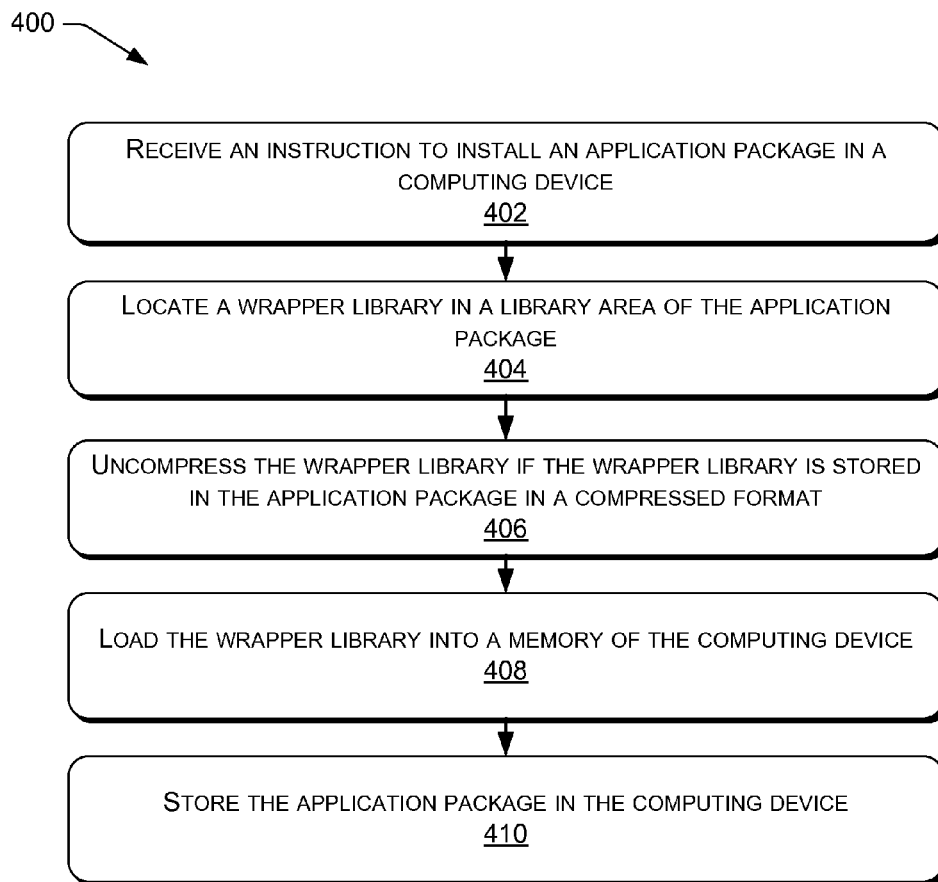 400
RECEIVE AN INSTRUCTION TO INSTALL AN APPLICATION PACKAGE IN A
COMPUTING DEVICE
402
LOCATE A WRAPPER LIBRARY IN A LIBRARY AREA OF THE APPLICATION
PACKAGE
404
UNCOMPRESS THE WRAPPER LIBRARY IF THE WRAPPER LIBRARY IS STORED
IN THE APPLICATION PACKAGE IN A COMPRESSED FORMAT
406
LOAD THE WRAPPER LIBRARY INTO A MEMORY OF THE COMPUTING DEVICE
408
STORE THE APPLICATION PACKAGE IN THE COMPUTING DEVICE
410